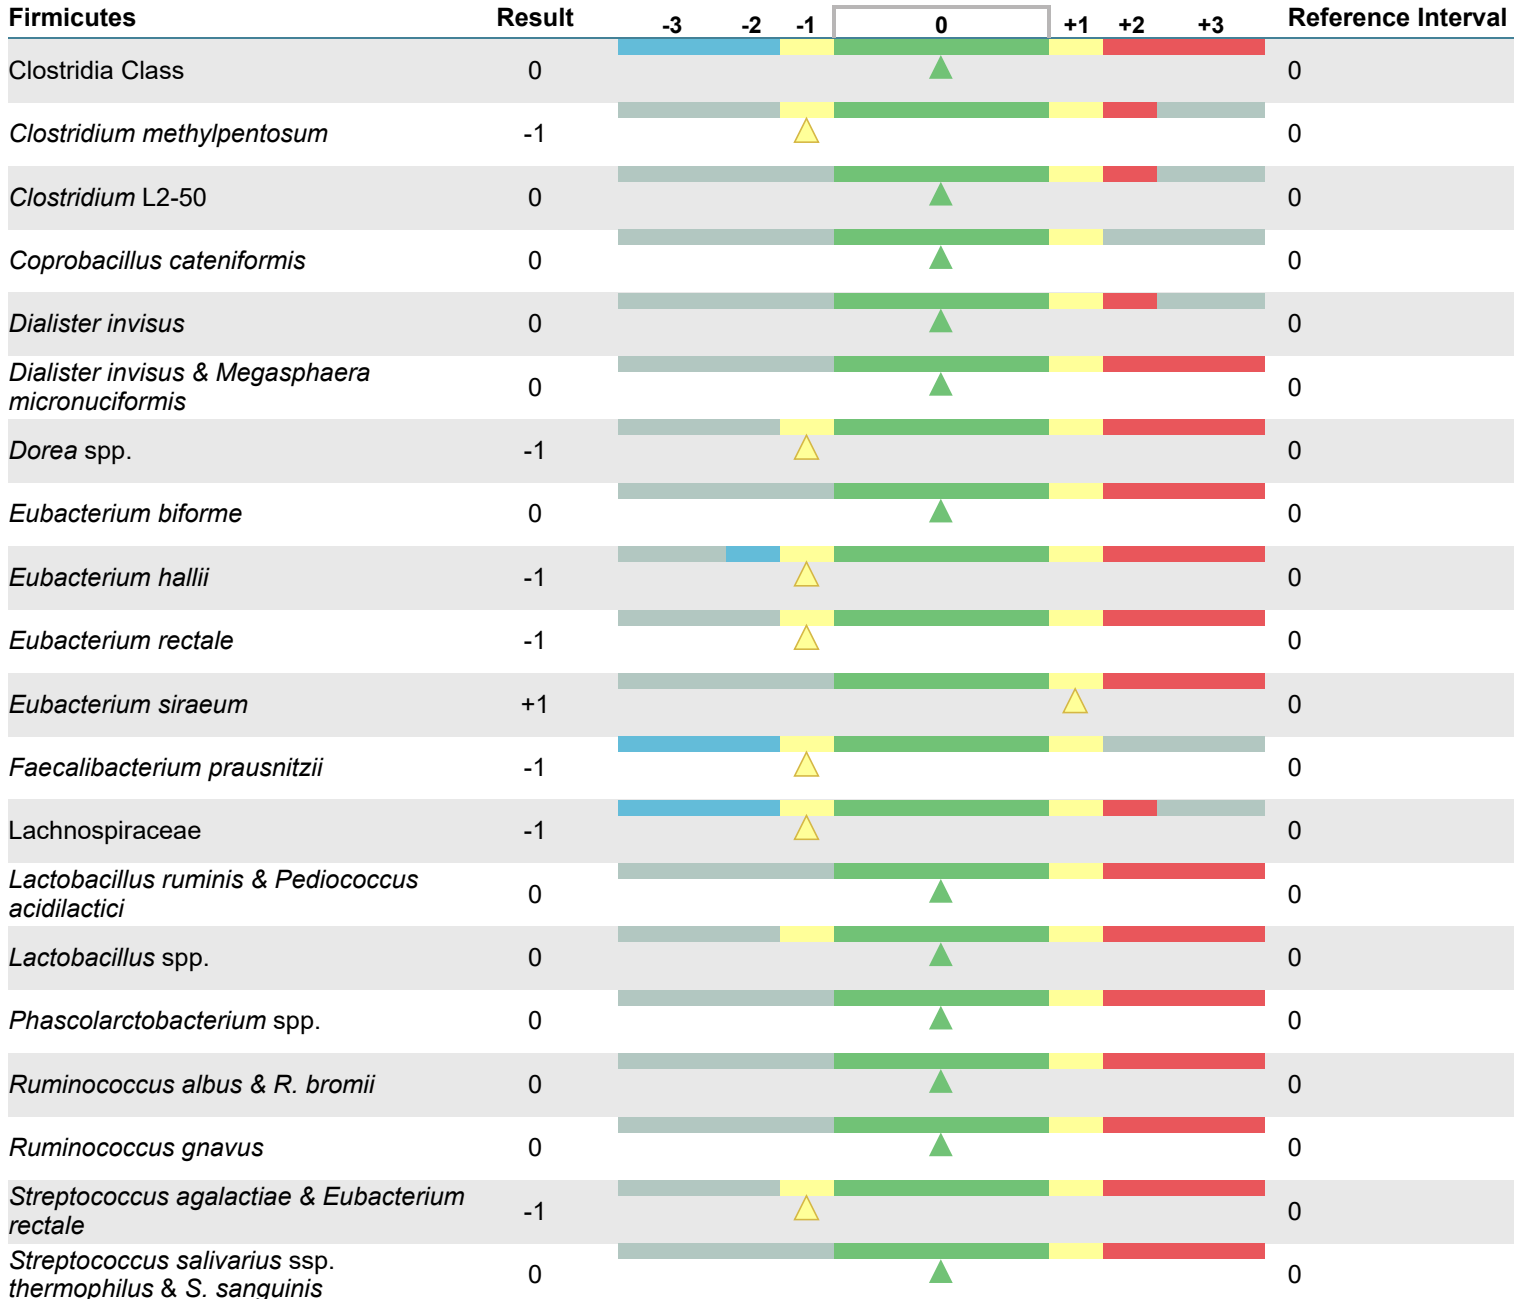 Firmicutes Result -3 -2 -1 0 +1 +2 +3 Reference Interval
Clostridia Class 0 0
Clostridium methylpentosum -1 0
Clostridium L2-50 0 0
Coprobacillus cateniformis 0 0
Dialister invisus 0 0
Dialister invisus & Megasphaera
micronuciformis 0 0
Dorea spp. -1 0
Eubacterium biforme 0 0
Eubacterium hallii -1 0
Eubacterium rectale -1 0
Eubacterium siraeum +1 0
Faecalibacterium prausnitzii -1 0
Lachnospiraceae -1 0
Lactobacillus ruminis & Pediococcus
acidilactici 0 0
Lactobacillus spp. 0 0
Phascolarctobacterium spp. 0 0
Ruminococcus albus & R. bromii 0 0
Ruminococcus gnavus 0 0
Streptococcus agalactiae & Eubacterium
rectale -1 0
Streptococcus salivarius ssp.
thermophilus & S. sanguinis 0 0